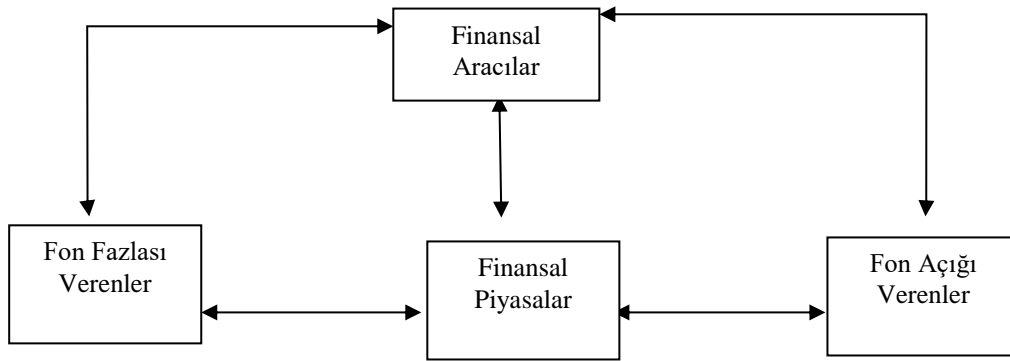 Finansal
Aracılar
Fon Fazlası
Verenler
Finansal
Piyasalar
Fon Açığı
Verenler